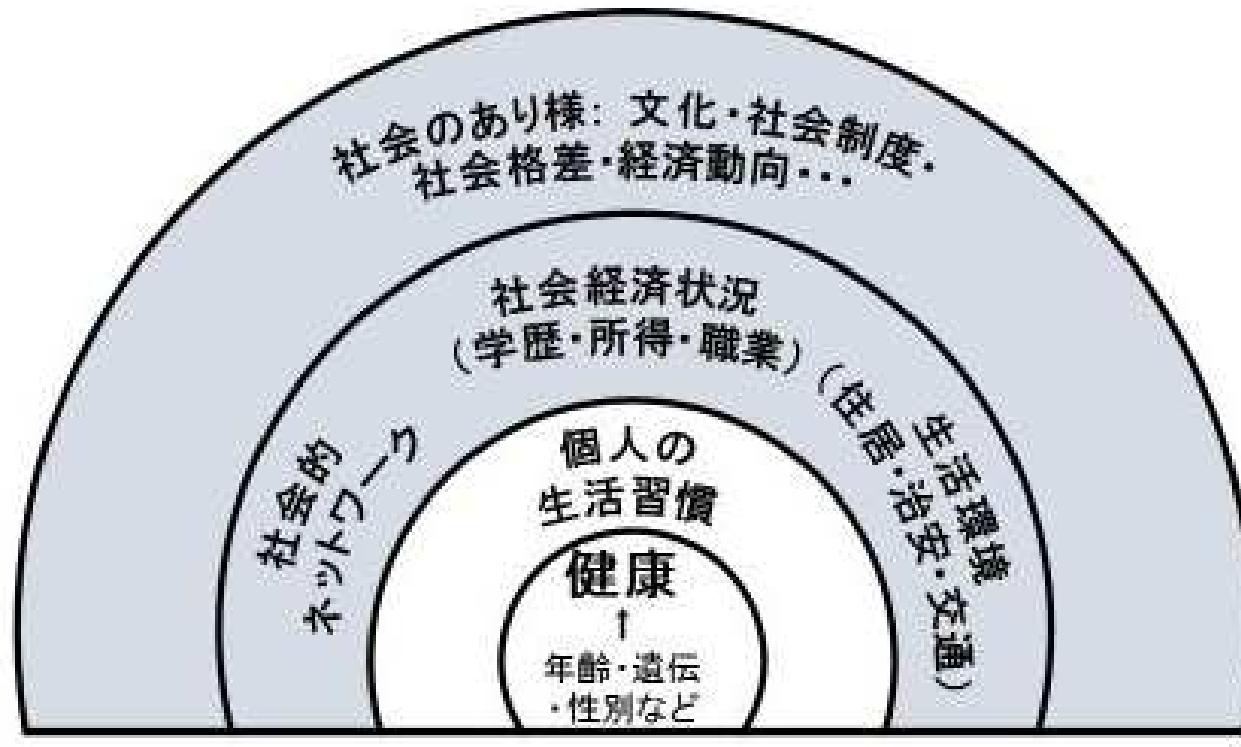 社会のあり様: 文化・社会制度・
社会格差・経済動向・・・
社会経済状況
(学歴・所得・職業)
社会的
ネットワーク
生活環境
(住居・治安・交通)
個人の
生活習慣
健康
↑
年齢・遺伝
・性別など